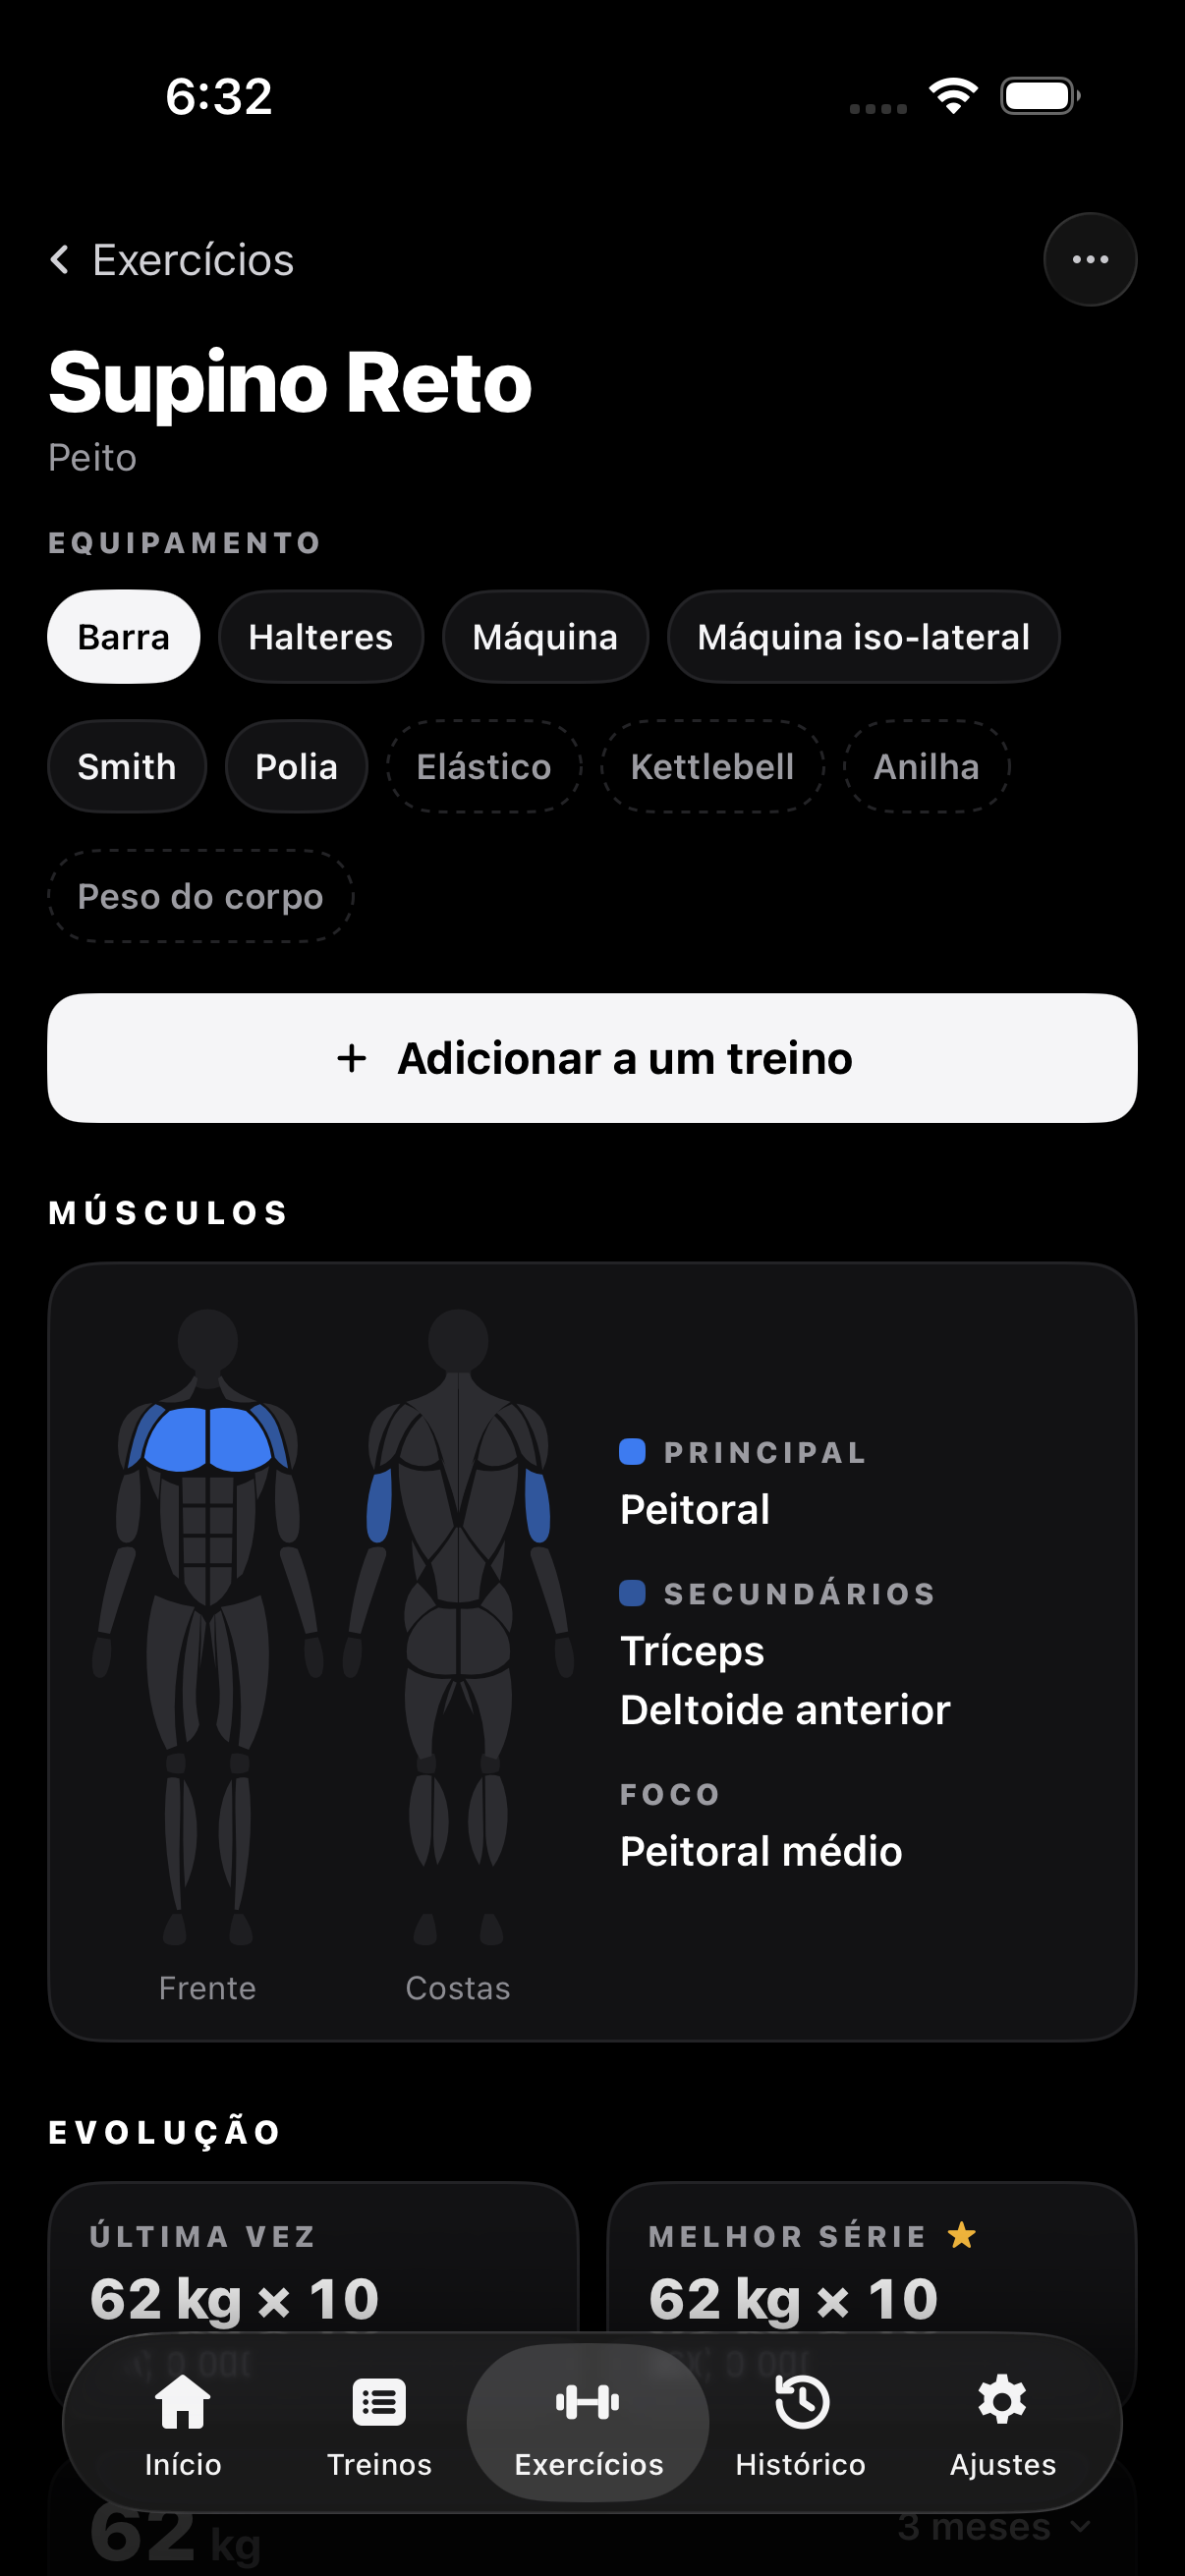 6:32
Exercícios
Supino Reto
Peito
EQUIPAMENTO
Barra Halteres Máquina Máquina iso-lateral
Smith Polia Elástico Kettlebell Anilha
Peso do corpo
+ Adicionar a um treino
MÚSCULOS
PRINCIPAL
Peitoral
SECUNDÁRIOS
Tríceps
Deltoide anterior
FOCO
Peitoral médio
Frente Costas
EVOLUÇÃO
ÚLTIMA VEZ MELHOR SÉRIE
62 kg × 10 62 kg × 10
Início Treinos Exercícios Histórico Ajustes
62 kg 3 meses